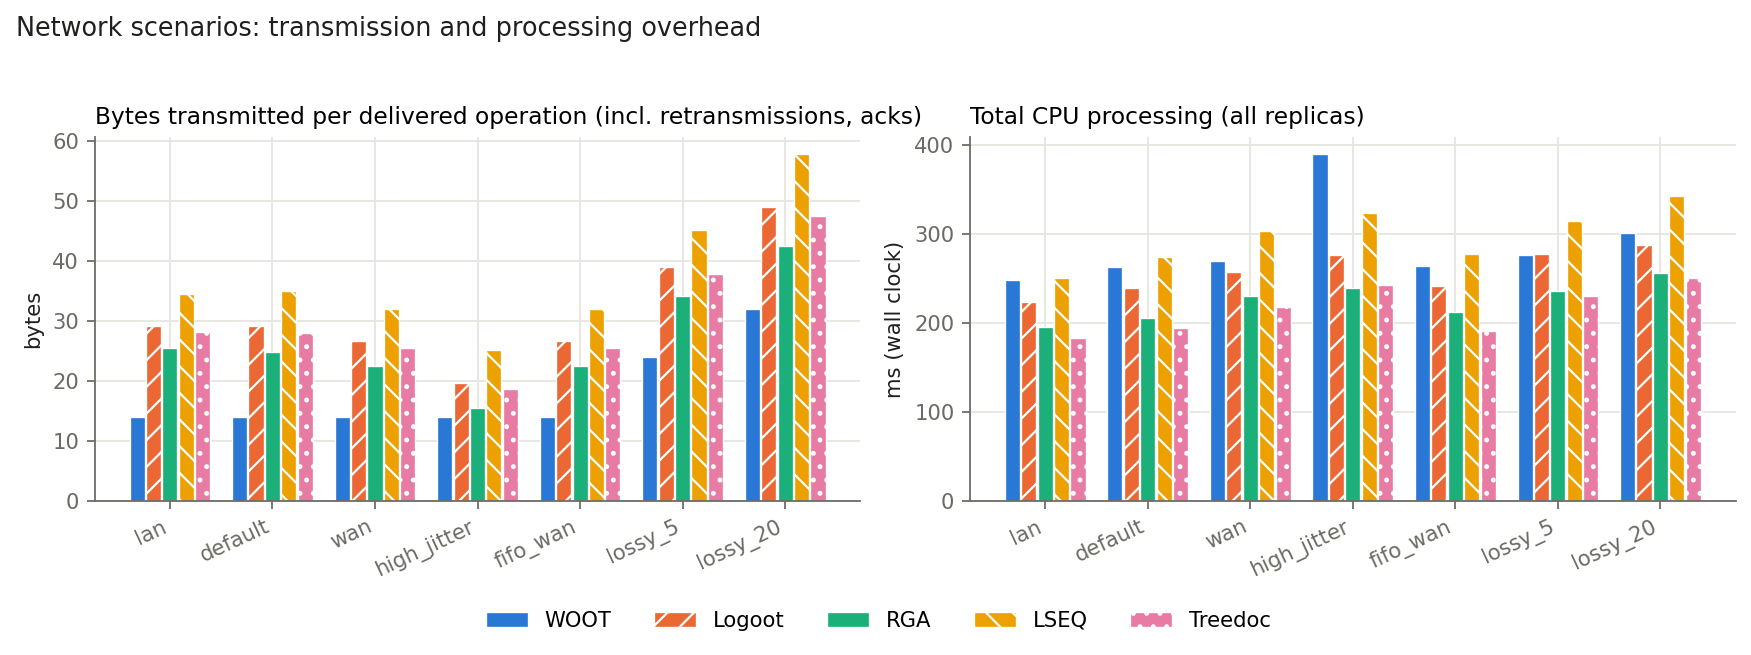 Network scenarios: transmission and processing overhead
Bytes transmitted per delivered operation (incl. retransmissions, acks)
60
50
40
30
20
10
0
bytes
lan
default
wan
high_jitter
fifo_wan
lossy_5
lossy_20
Total CPU processing (all replicas)
400
300
200
100
0
ms (wall clock)
lan
default
wan
high_jitter
fifo_wan
lossy_5
lossy_20
WOOT
Logoot
RGA
LSEQ
Treedoc